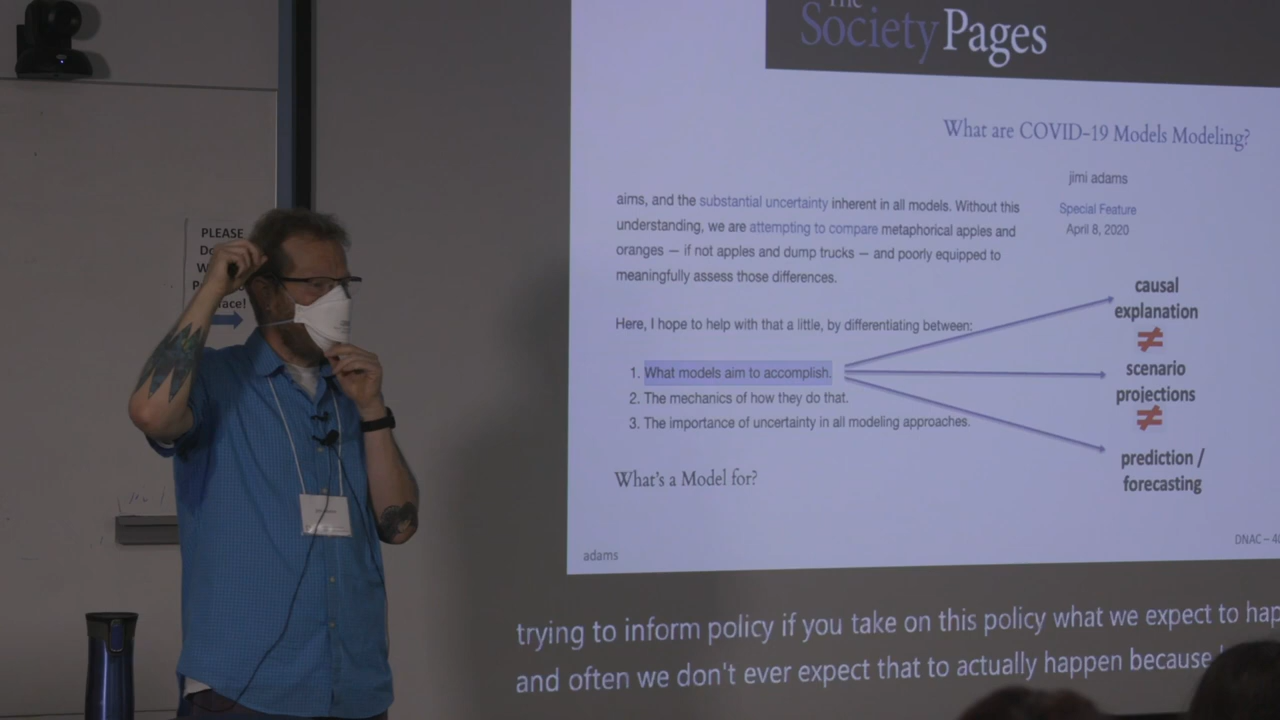 The
Society Pages
What are COVID-19 Models Modeling?
jimi adams
Special Feature
April 8, 2020
aims, and the substantial uncertainty inherent in all models. Without this
understanding, we are attempting to compare metaphorical apples and
oranges — if not apples and dump trucks — and poorly equipped to
meaningfully assess those differences.
Here, I hope to help with that a little, by differentiating between:
1. What models aim to accomplish.
2. The mechanics of how they do that.
3. The importance of uncertainty in all modeling approaches.
What's a Model for?
causal
explanation
≠
scenario
projections
≠
prediction /
forecasting
adams
DNAC – 40
trying to inform policy if you take on this policy what we expect to hap
and often we don't ever expect that to actually happen because
PLEASE